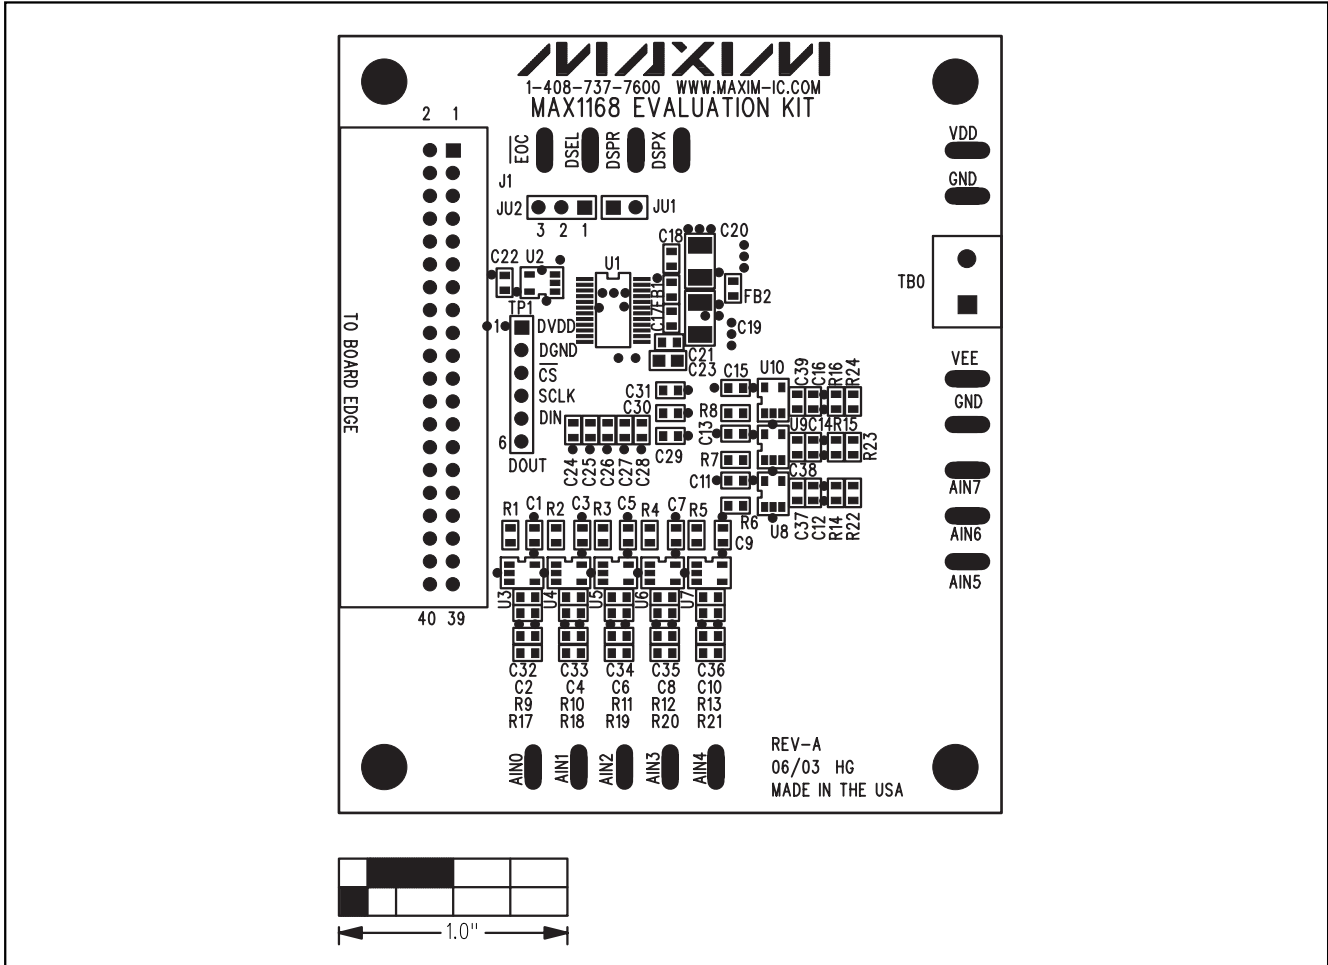 MAXIM
1-408-737-7600 WWW.MAXIM-IC.COM
MAX1168 EVALUATION KIT
2 1
EOC
DSEL
DSPR
DSPX
VDD
GND
J1
JU2
JU1
3 2 1
C18
C20
C22
U2
U1
FB1
FB2
TB0
TP1
C17
C19
1
DVDD
TO BOARD EDGE
DGND
C21
C23
VEE
CS
C15
U10
C39
C16
R16
R24
SCLK
C31
GND
DIN
C30
R8
U9
C14
R15
R23
6
C13
C29
DOUT
C24
C25
C26
C27
C28
R7
C38
C11
AIN7
R1
C1
R2
C3
R3
C5
R4
C7
R5
R6
U8
C37
C12
R14
R22
AIN6
C9
AIN5
U3
U4
U5
U6
U7
40 39
C32 C33 C34 C35 C36
C2 C4 C6 C8 C10
R9 R10 R11 R12 R13
R17 R18 R19 R20 R21
AIN0
AIN1
AIN2
AIN3
AIN4
REV-A
06/03 HG
MADE IN THE USA
1.0"